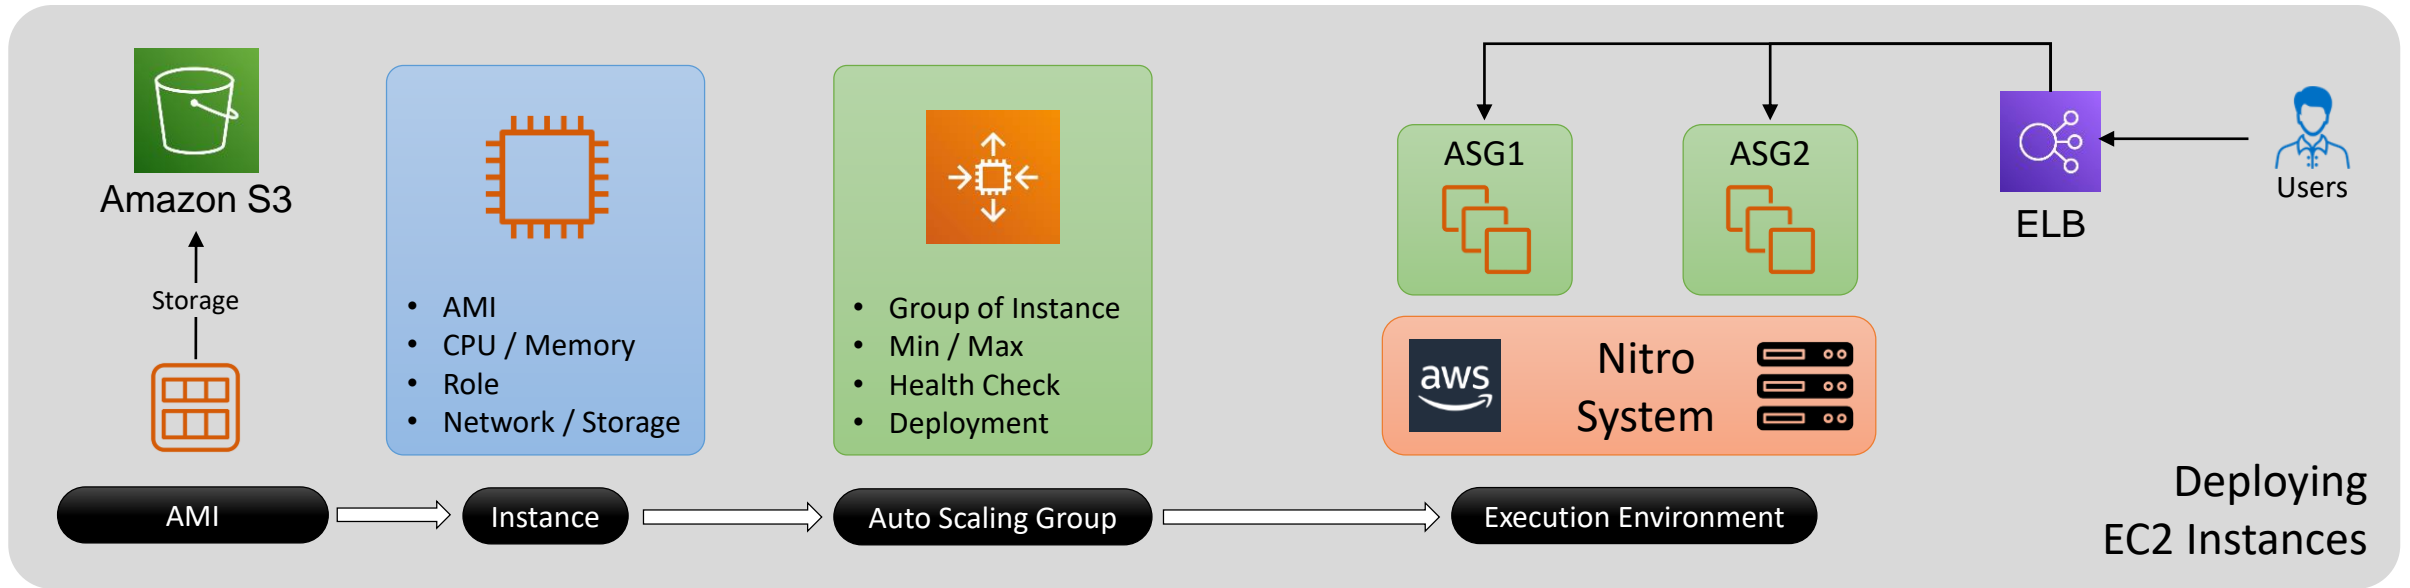 Amazon S3
Storage
AMI
• AMI
• CPU / Memory
• Role
• Network / Storage
Instance
• Group of Instance
• Min / Max
• Health Check
• Deployment
Auto Scaling Group
ASG1
ASG2
aws
Nitro
System
Execution Environment
ELB
Users
Deploying
EC2 Instances